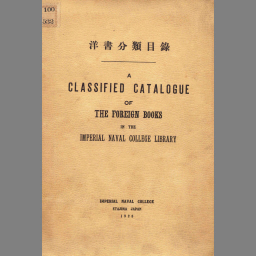 100
洋書分類目錄
A
CLASSIFIED CATALOGUE
OF
THE FOREIGN BOOKS
IN THE
IMPERIAL NAVAL COLLEGE LIBRARY
IMPERIAL NAVAL COLLEGE
ETAJIMA JAPAN